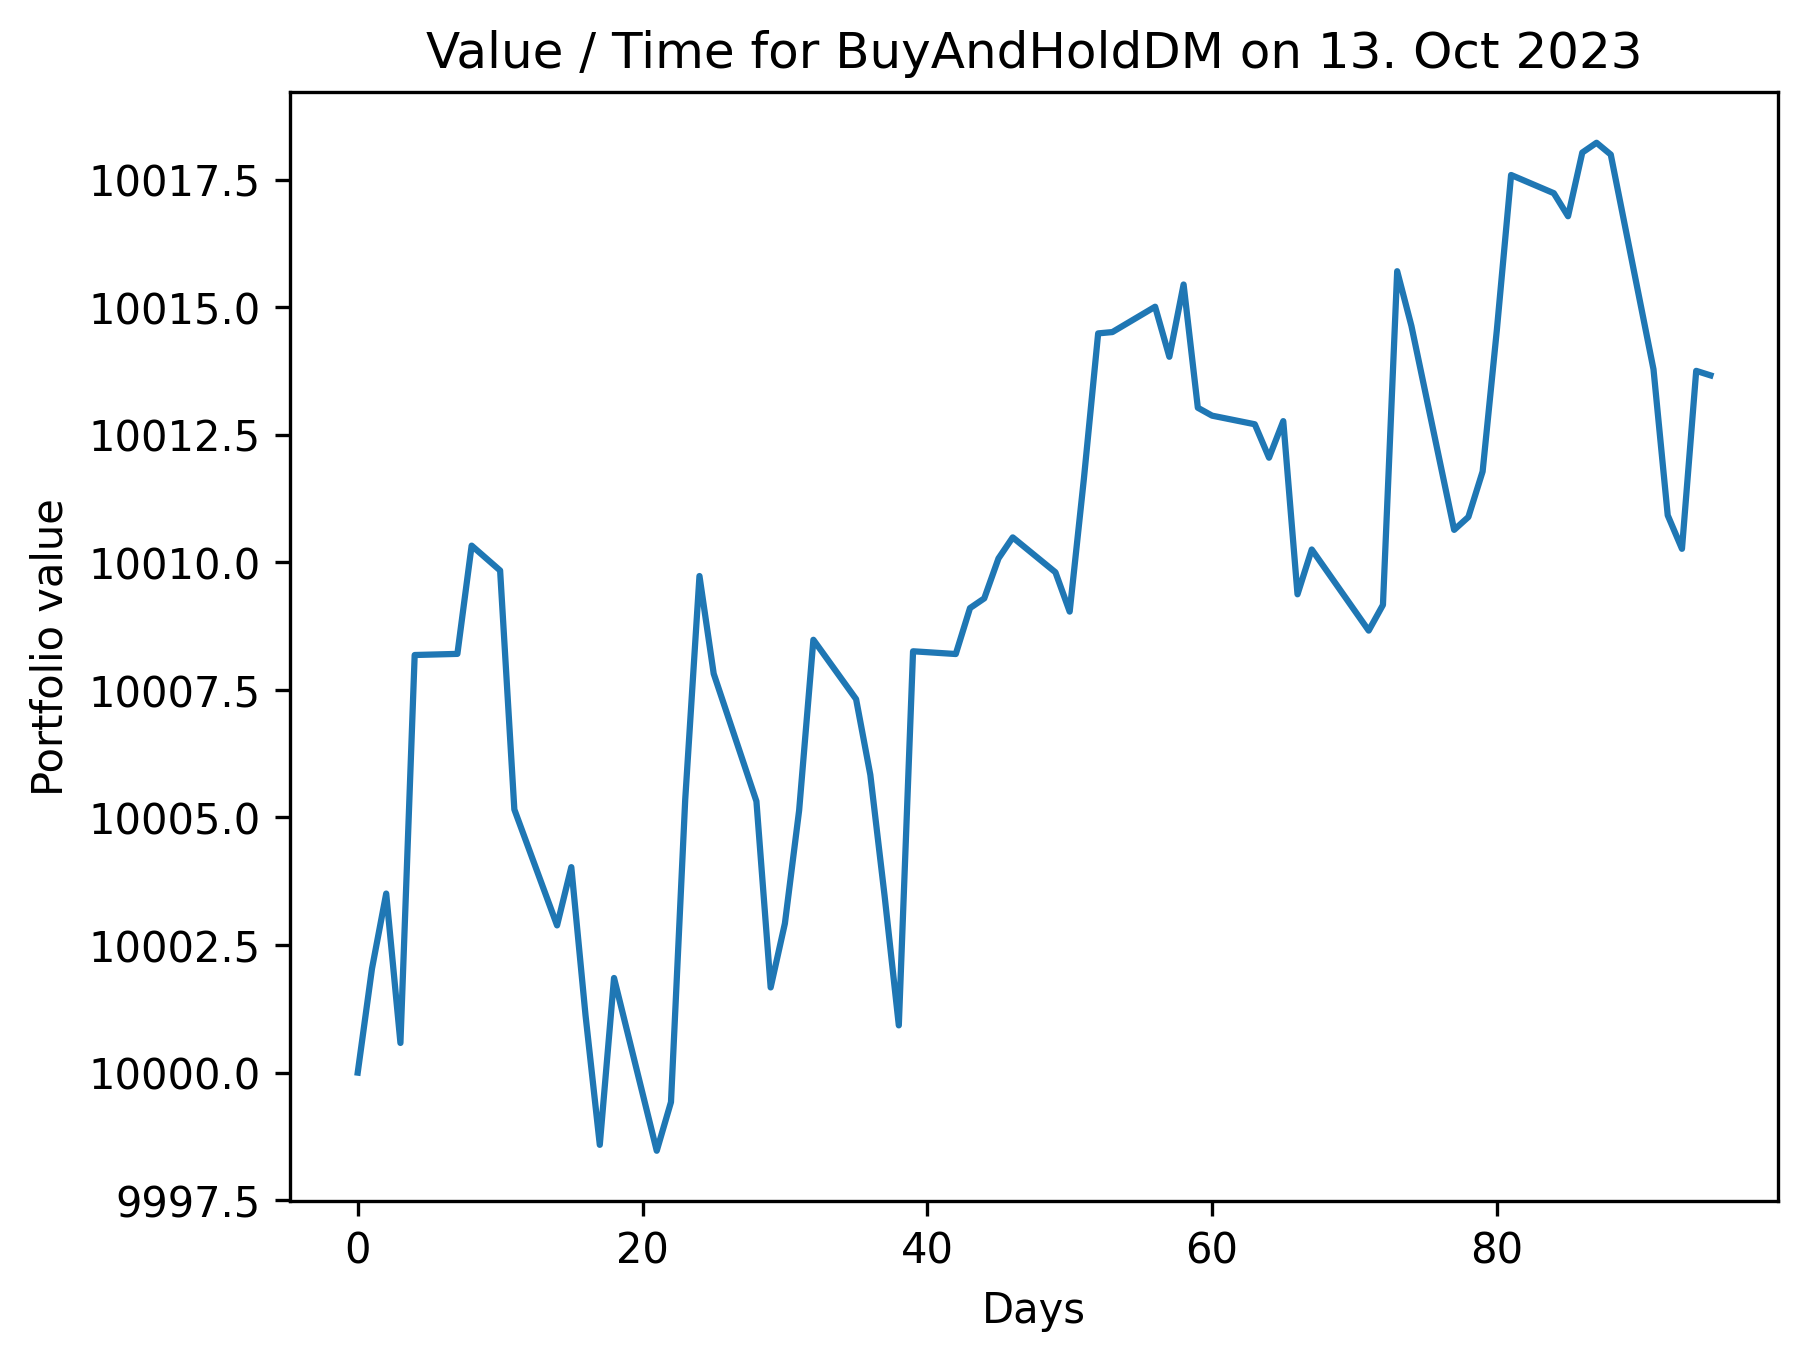 Value / Time for BuyAndHoldDM on 13. Oct 2023
10017.5
10015.0
10012.5
10010.0
10007.5
10005.0
10002.5
10000.0
9997.5
Portfolio value
0 20 40 60 80
Days